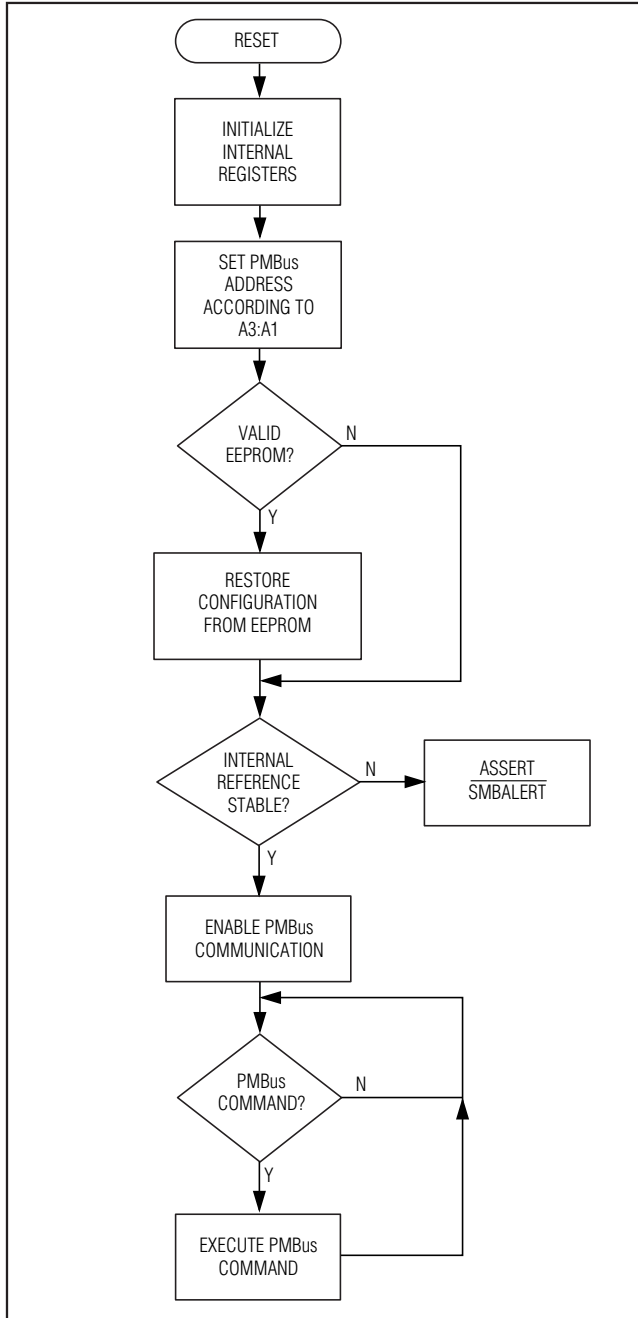 RESET
INITIALIZE
INTERNAL
REGISTERS
SET PMBus
ADDRESS
ACCORDING TO
A3:A1
VALID
EEPROM?
N
Y
RESTORE
CONFIGURATION
FROM EEPROM
INTERNAL
REFERENCE
STABLE?
N
ASSERT
SMBALERT
Y
ENABLE PMBus
COMMUNICATION
PMBus
COMMAND?
N
Y
EXECUTE PMBus
COMMAND